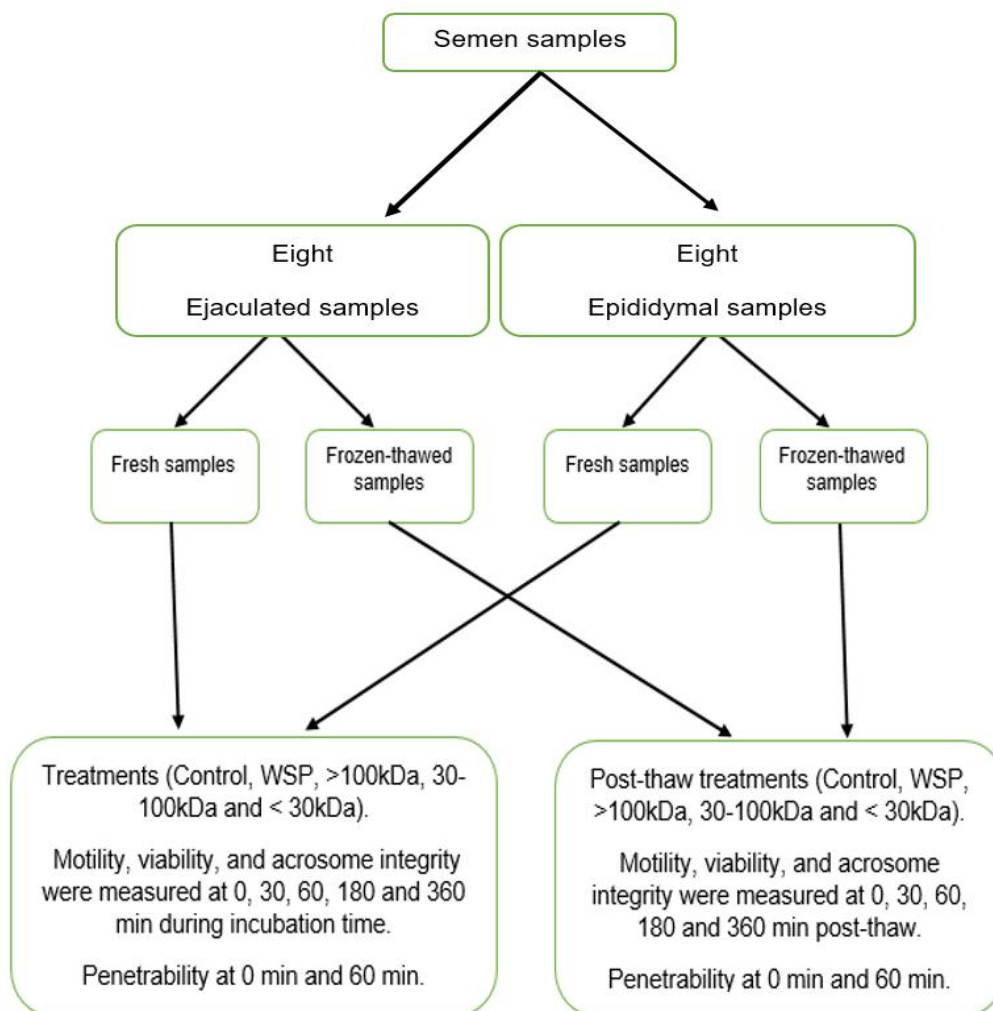 Semen samples
Eight
Ejaculated samples
Eight
Epididymal samples
Fresh samples
Frozen-thawed
samples
Fresh samples
Frozen-thawed
samples
Treatments (Control, WSP, >100kDa, 30-
100kDa and < 30kDa).
Motility, viability, and acrosome integrity
were measured at 0, 30, 60, 180 and 360
min during incubation time.
Penetrability at 0 min and 60 min.
Post-thaw treatments (Control, WSP,
>100kDa, 30-100kDa and < 30kDa).
Motility, viability, and acrosome
integrity were measured at 0, 30, 60,
180 and 360 min post-thaw.
Penetrability at 0 min and 60 min.